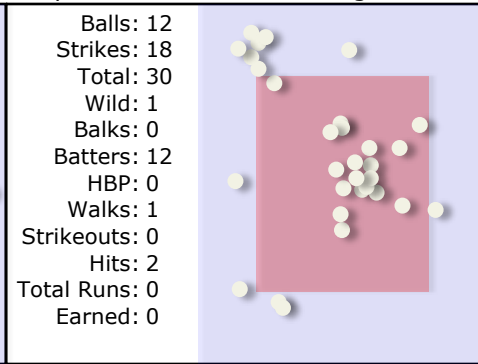 Balls: 12
Strikes: 18
Total: 30
Wild: 1
Balks: 0
Batters: 12
HBP: 0
Walks: 1
Strikeouts: 0
Hits: 2
Total Runs: 0
Earned: 0